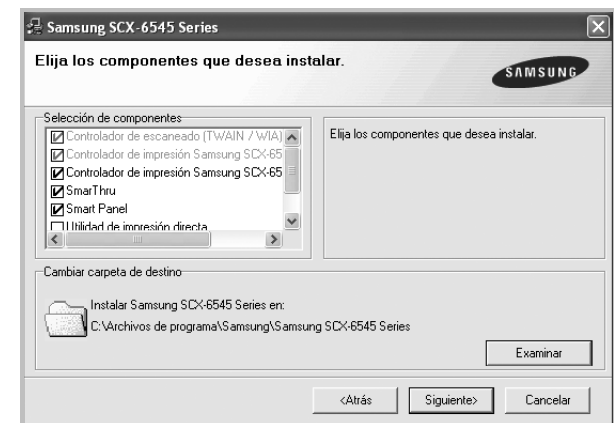 Samsung SCX-6545 Series
Elija los componentes que desea instalar.
SAMSUNG
Selección de componentes
Controlador de escaneado (TWAIN / WIA)
Controlador de impresión Samsung SCX-65
Controlador de impresión Samsung SCX-65
SmarThru
Smart Panel
Utilidad de impresión directa
Elija los componentes que desea instalar.
Cambiar carpeta de destino
Instalar Samsung SCX-6545 Series en:
C:\Archivos de programa\Samsung\Samsung SCX-6545 Series
Examinar
<Atrás
Siguiente>
Cancelar